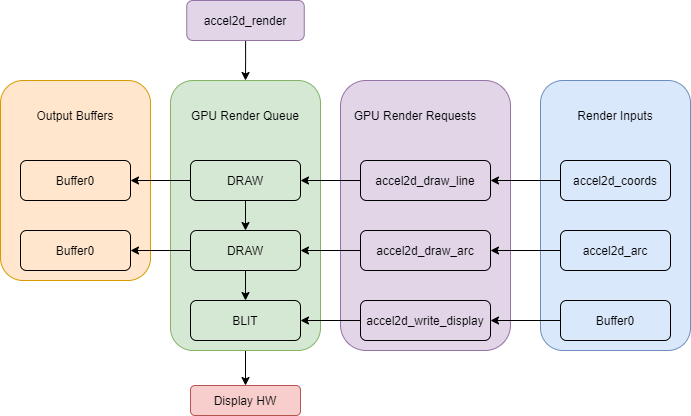 accel2d_render
Output Buffers
GPU Render Queue
GPU Render Requests
Render Inputs
Buffer0
DRAW
accel2d_draw_line
accel2d_coords
Buffer0
DRAW
accel2d_draw_arc
accel2d_arc
BLIT
accel2d_write_display
Buffer0
Display HW